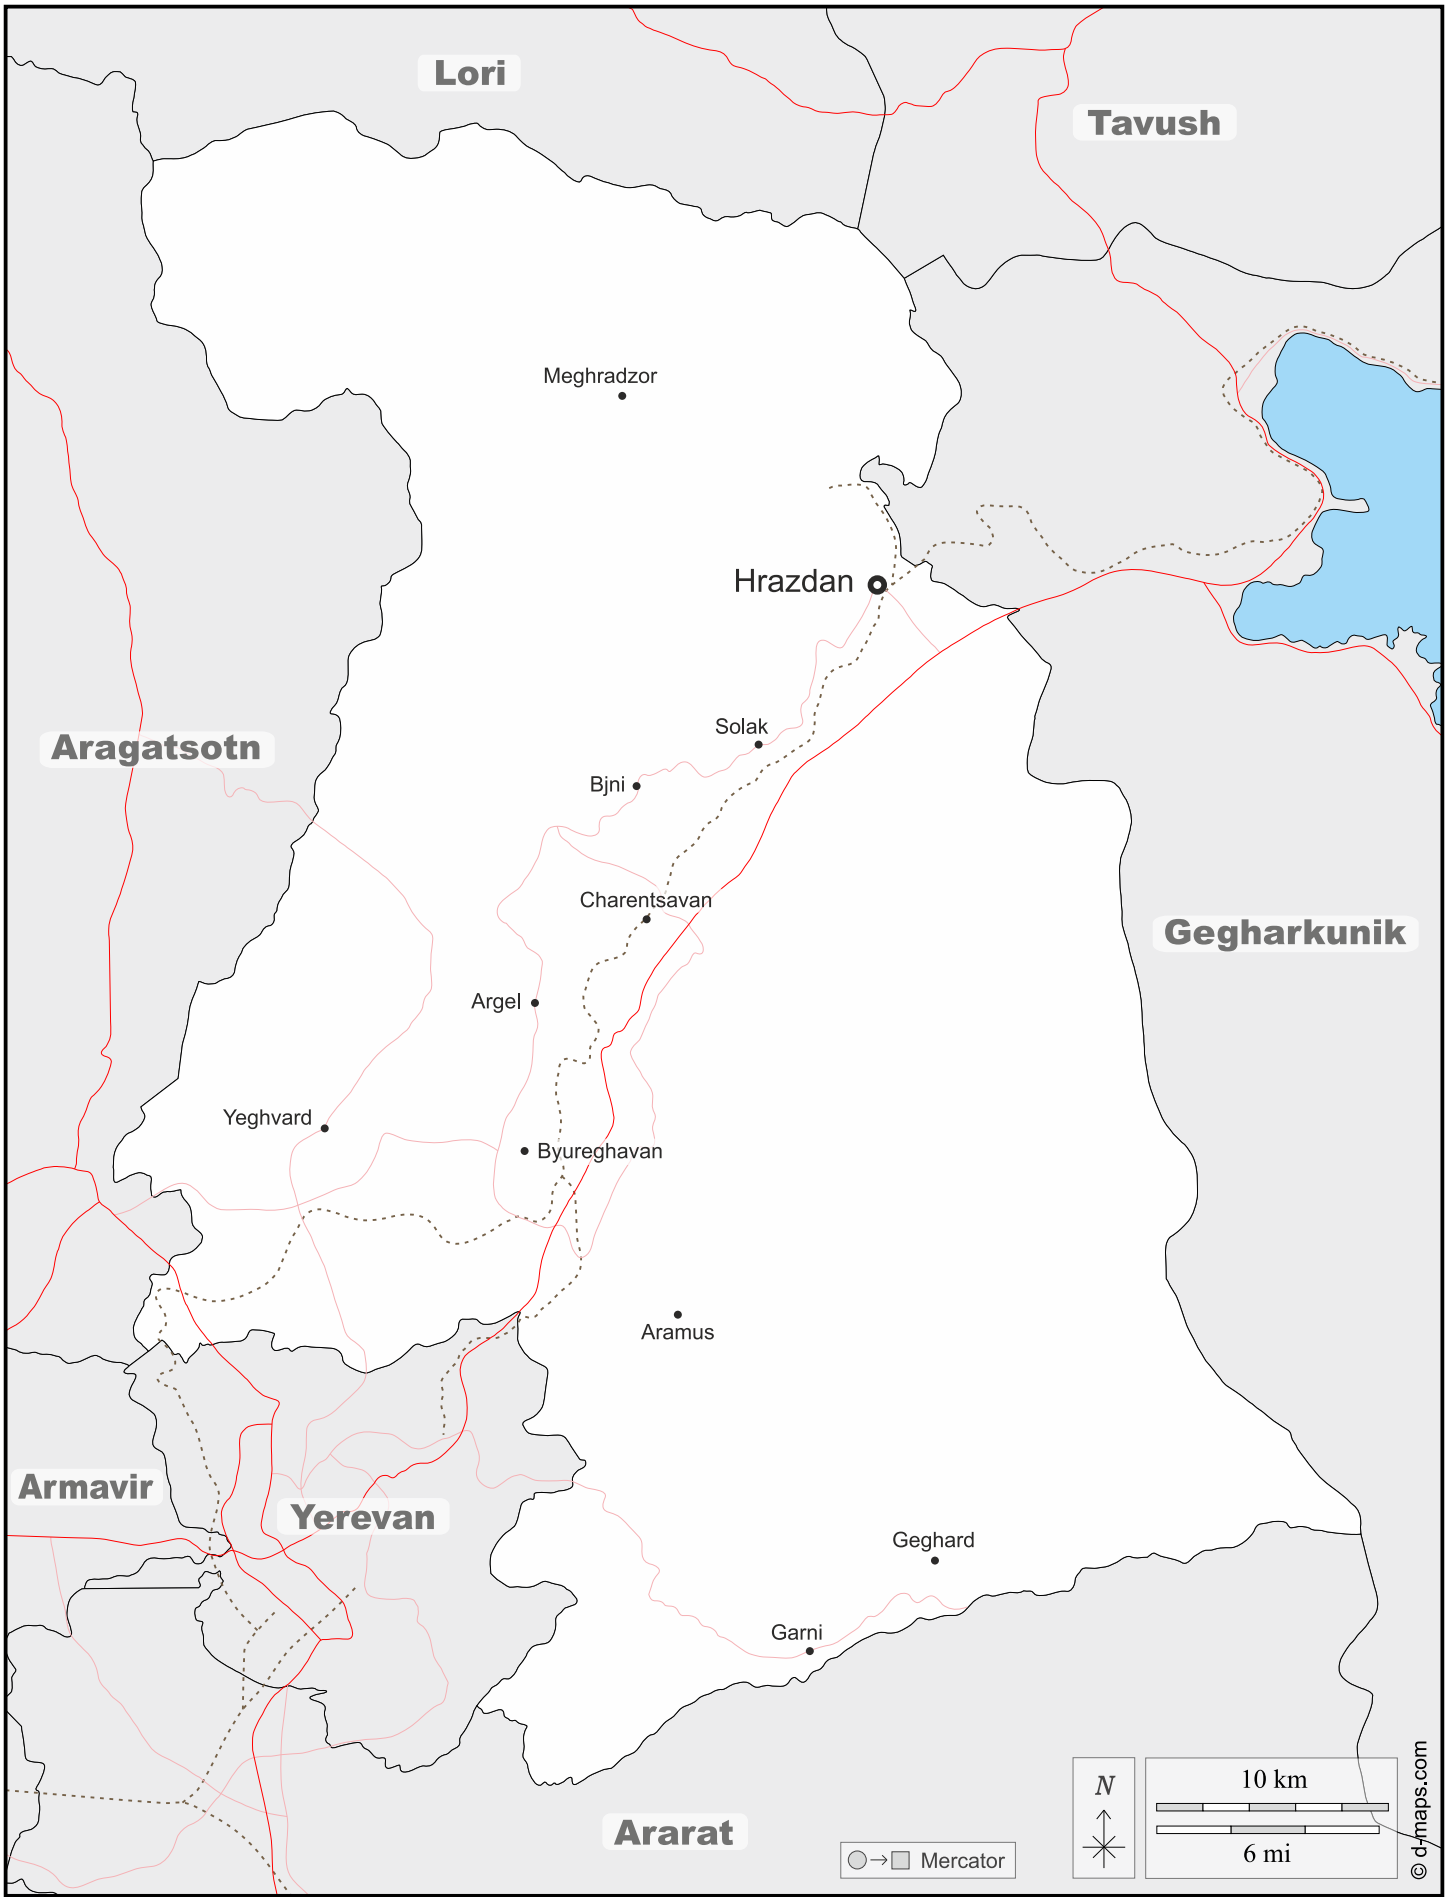 Lori
Tavush
Meghradzor
Hrazdan
Solak
Aragatsotn
Bjni
Charentsavan
Gegharkunik
Argel
Yeghvard
Byureghavan
Aramus
Armavir
Yerevan
Geghard
Garni
Ararat
Mercator
N
10 km
6 mi
© d-maps.com